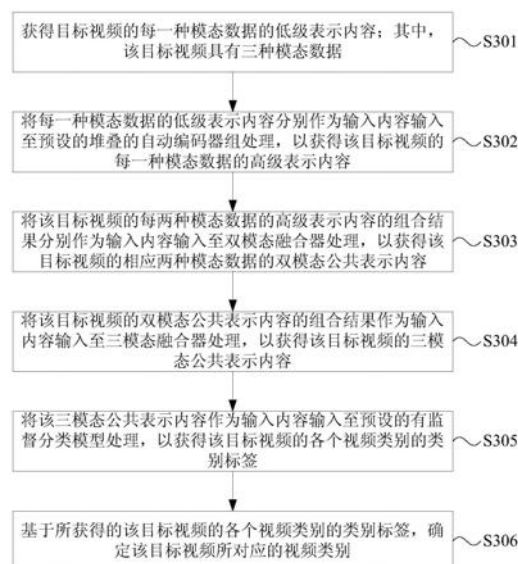 获得目标视频的每一种模态数据的低级表示内容；其中，
该目标视频具有三种模态数据
S301
将每一种模态数据的低级表示内容分别作为输入内容输入
至预设的堆叠的自动编码器组处理，以获得该目标视频的
每一种模态数据的高级表示内容
S302
将该目标视频的每两种模态数据的高级表示内容的组合结
果分别作为输入内容输入至双模态融合器处理，以获得该
目标视频的相应两种模态数据的双模态公共表示内容
S303
将该目标视频的双模态公共表示内容的组合结果作为输入
内容输入至三模态融合器处理，以获得该目标视频的三模
态公共表示内容
S304
将该三模态公共表示内容作为输入内容输入至预设的有监
督分类模型处理，以获得该目标视频的各个视频类别的类
别标签
S305
基于所获得的该目标视频的各个视频类别的类别标签，确
定该目标视频所对应的视频类别
S306